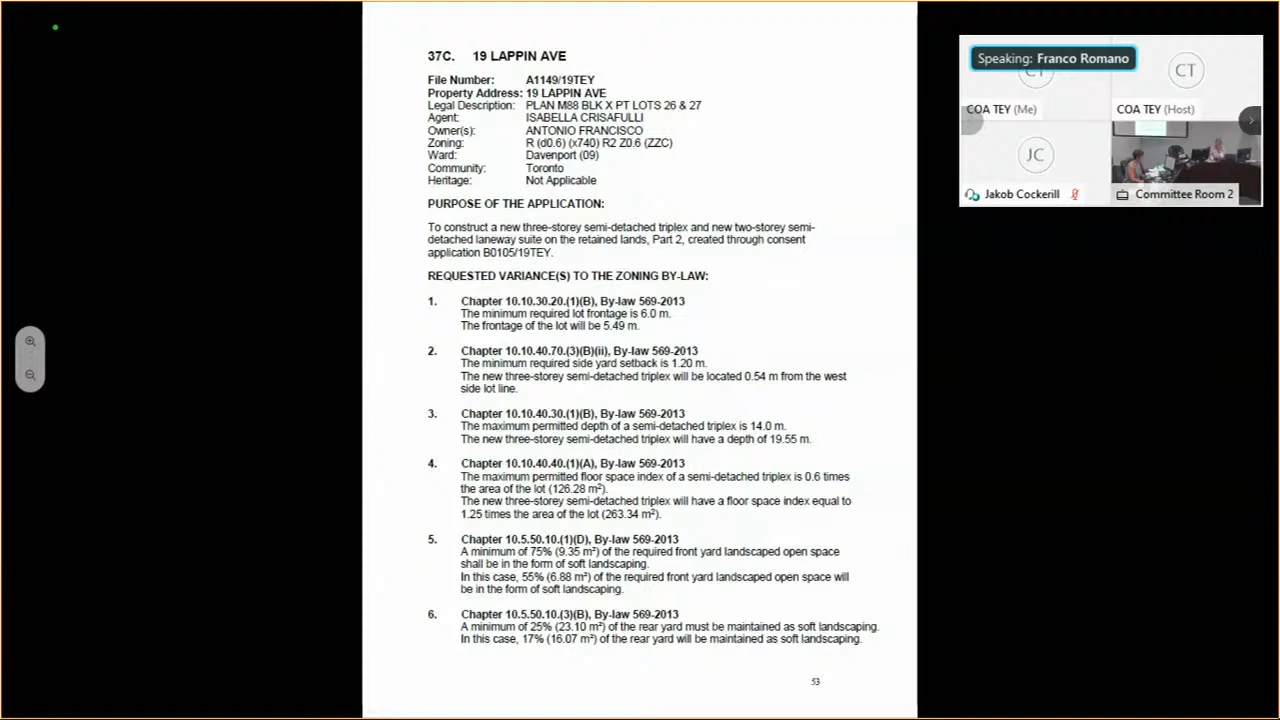 37C. 19 LAPPIN AVE
File Number: A1149/19TEY
Property Address: 19 LAPPIN AVE
Legal Description: PLAN M88 BLK X PT LOTS 26 & 27
Agent: ISABELLA CRISAFULLI
Owner(s): ANTONIO FRANCISCO
Zoning: R (d0.6) (x740) R2 Z0.6 (ZZC)
Ward: Davenport (09)
Community: Toronto
Heritage: Not Applicable
PURPOSE OF THE APPLICATION:
To construct a new three-storey semi-detached triplex and new two-storey semi-
detached laneway suite on the retained lands, Part 2, created through consent
application B0105/19TEY.
REQUESTED VARIANCE(S) TO THE ZONING BY-LAW:
1. Chapter 10.10.30.20.(1)(B), By-law 569-2013
The minimum required lot frontage is 6.0 m.
The frontage of the lot will be 5.49 m.
2. Chapter 10.10.40.70.(3)(B)(ii), By-law 569-2013
The minimum required side yard setback is 1.20 m.
The new three-storey semi-detached triplex will be located 0.54 m from the west
side lot line.
3. Chapter 10.10.40.30.(1)(B), By-law 569-2013
The maximum permitted depth of a semi-detached triplex is 14.0 m.
The new three-storey semi-detached triplex will have a depth of 19.55 m.
4. Chapter 10.10.40.40.(1)(A), By-law 569-2013
The maximum permitted floor space index of a semi-detached triplex is 0.6 times
the area of the lot (126.28 m²).
The new three-storey semi-detached triplex will have a floor space index equal to
1.25 times the area of the lot (263.34 m²).
5. Chapter 10.5.50.10.(1)(D), By-law 569-2013
A minimum of 75% (9.35 m²) of the required front yard landscaped open space
shall be in the form of soft landscaping.
In this case, 55% (6.88 m²) of the required front yard landscaped open space will
be in the form of soft landscaping.
6. Chapter 10.5.50.10.(3)(B), By-law 569-2013
A minimum of 25% (23.10 m²) of the rear yard must be maintained as soft landscaping.
In this case, 17% (16.07 m²) of the rear yard will be maintained as soft landscaping.
53
Speaking: Franco Romano
CT
CT
COA TEY (Me)
COA TEY (Host)
JC
Jakob Cockerill
Committee Room 2